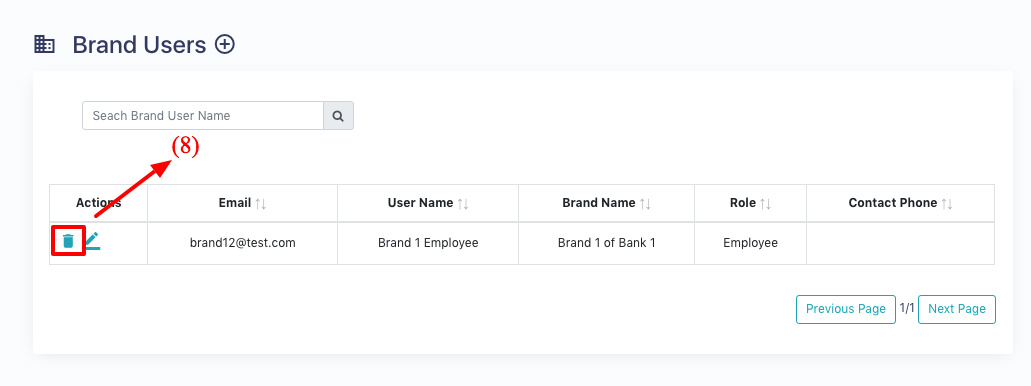 Brand Users
Seach Brand User Name
(8)
Actions Email User Name Brand Name Role Contact Phone
brand12@test.com Brand 1 Employee Brand 1 of Bank 1 Employee
Previous Page 1/1 Next Page